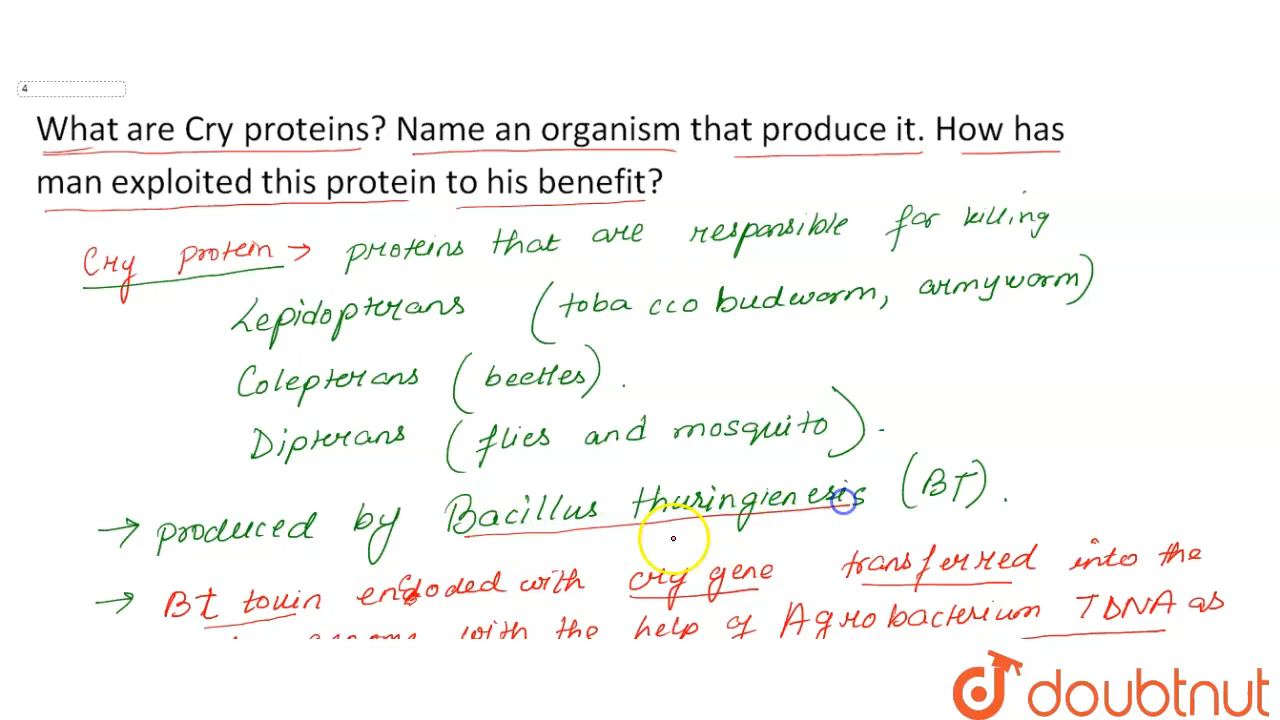 4
What are Cry proteins? Name an organism that produce it. How has
man exploited this protein to his benefit?
Cry protein → proteins that are responsible for killing
Lepidopterans (tobacco budworm, armyworm)
Colepterans (beetles).
Dipterans (flies and mosquito).
→ produced by Bacillus thuringienesis (BT).
→ Bt touin encoded with cry gene transferred into the
with the help of Agrobacterium TDNA as
doubtnut